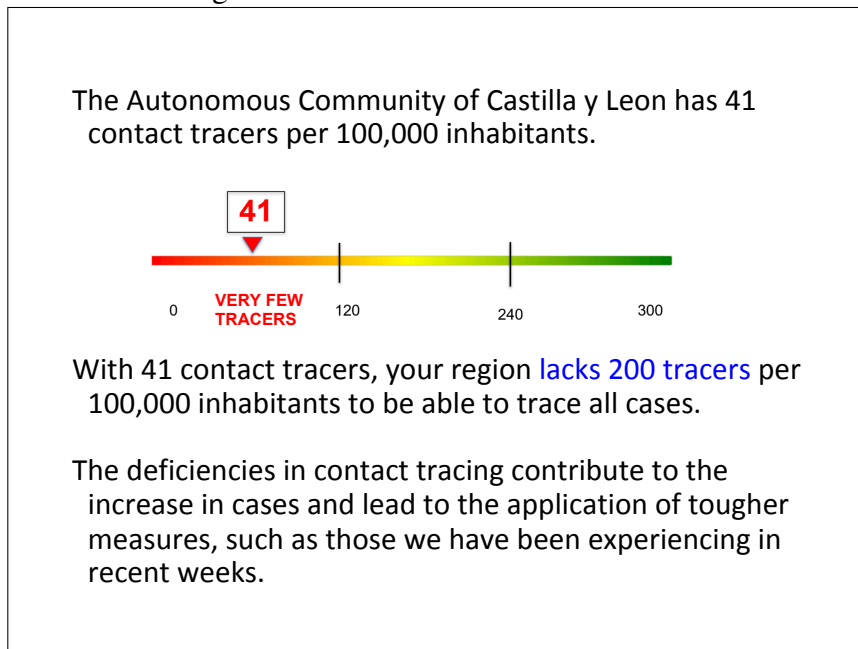 The Autonomous Community of Castilla y Leon has 41
contact tracers per 100,000 inhabitants.
41
0
VERY FEW
TRACERS
120
240
300
With 41 contact tracers, your region lacks 200 tracers per
100,000 inhabitants to be able to trace all cases.
The deficiencies in contact tracing contribute to the
increase in cases and lead to the application of tougher
measures, such as those we have been experiencing in
recent weeks.